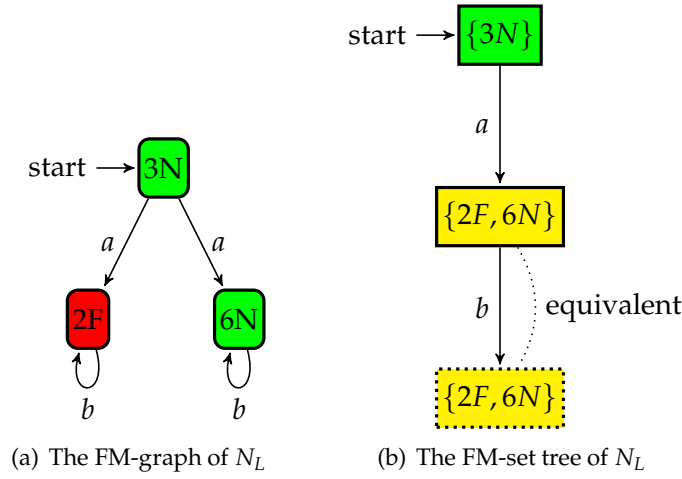 start
3N
a
a
2F
6N
b
b
(a) The FM-graph of N_L
start
{3N}
a
{2F, 6N}
b
equivalent
{2F, 6N}
(b) The FM-set tree of N_L